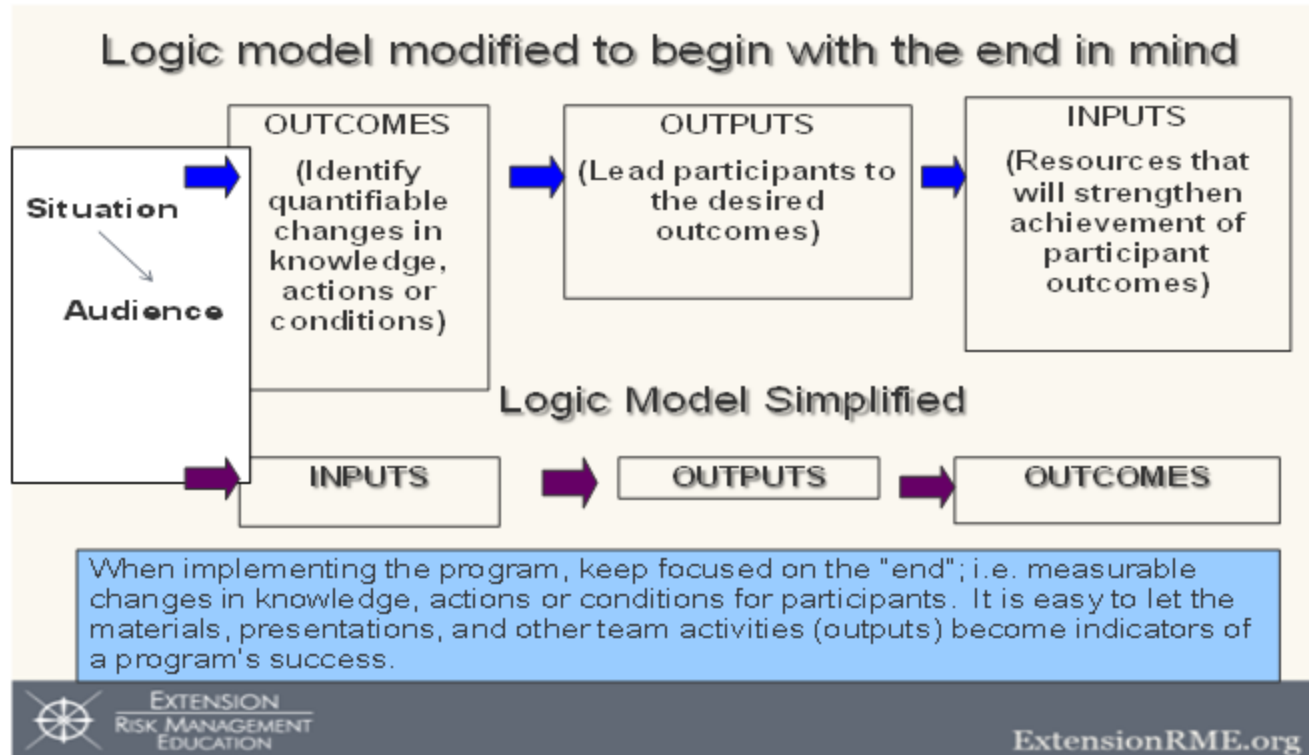 Logic model modified to begin with the end in mind
Situation
Audience
OUTCOMES
(Identify
quantifiable
changes in
knowledge,
actions or
conditions)
OUTPUTS
(Lead participants to
the desired
outcomes)
INPUTS
(Resources that
will strengthen
achievement of
participant
outcomes)
Logic Model Simplified
INPUTS
OUTPUTS
OUTCOMES
When implementing the program, keep focused on the "end"; i.e. measurable
changes in knowledge, actions or conditions for participants. It is easy to let the
materials, presentations, and other team activities (outputs) become indicators of
a program's success.
EXTENSION
RISK MANAGEMENT
EDUCATION
ExtensionRME.org